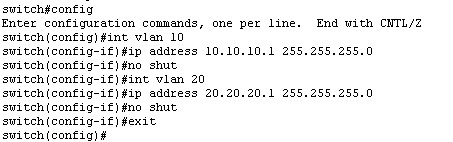 switch#config
Enter configuration commands, one per line.  End with CNTL/Z
switch(config)#int vlan 10
switch(config-if)#ip address 10.10.10.1 255.255.255.0
switch(config-if)#no shut
switch(config-if)#int vlan 20
switch(config-if)#ip address 20.20.20.1 255.255.255.0
switch(config-if)#no shut
switch(config-if)#exit
switch(config)#